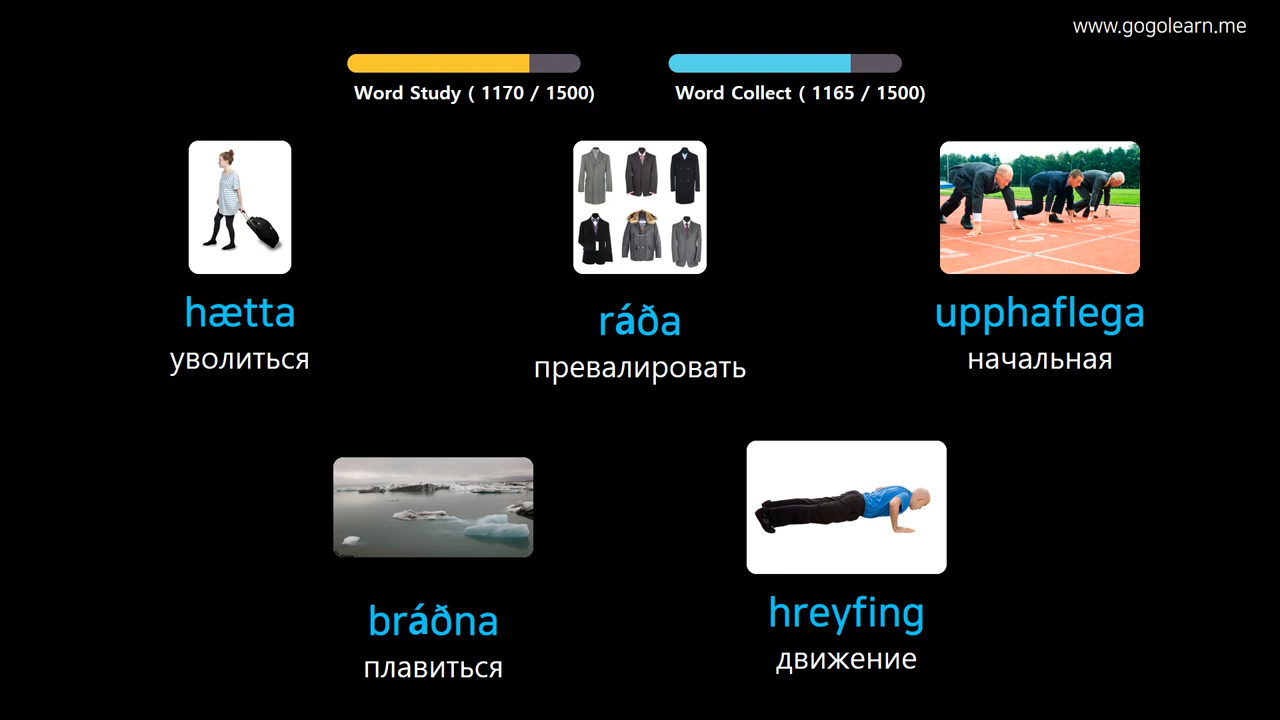 www.gogolearn.me
Word Study ( 1170 / 1500)
Word Collect ( 1165 / 1500)
hætta
уволиться
ráða
превалировать
upphaflega
начальная
bráðna
плавиться
hreyfing
движение